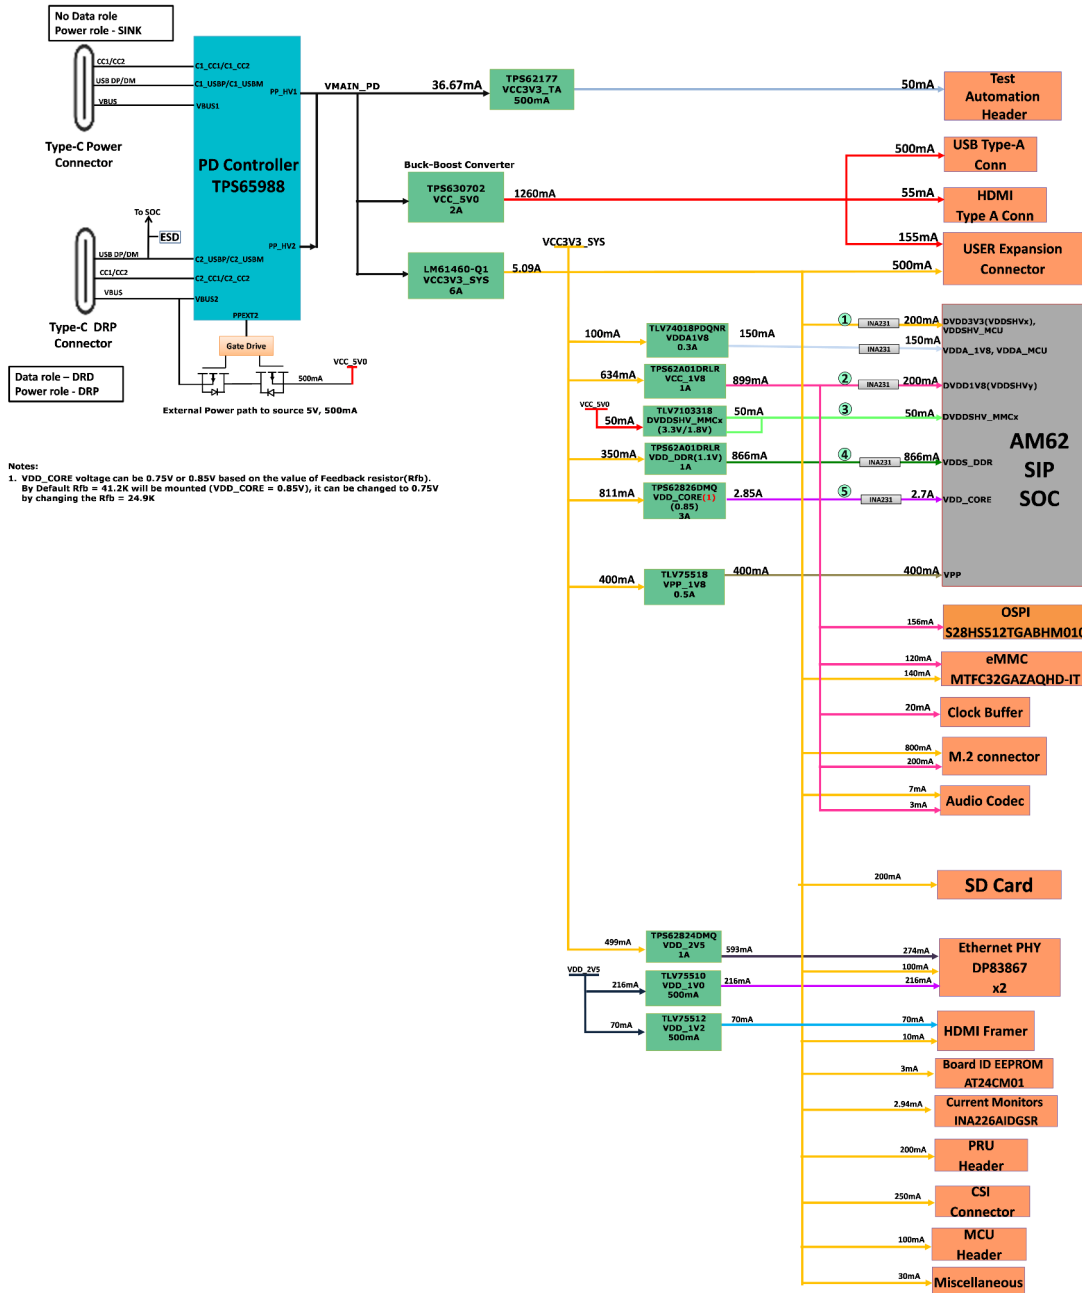 No Data role
Power role - SINK
CC1/CC2
USB DP/DM
VBUS
Type-C Power
Connector
C1_CC1/C1_CC2
C1_USBP/C1_USBM
VBUS1
PP_HV1
PD Controller
TPS65988
PP_HV2
To SOC
ESD
USB DP/DM
CC1/CC2
VBUS
Type-C DRP
Connector
C2_USBP/C2_USBM
C2_CC1/C2_CC2
VBUS2
PPEXT2
Gate Drive
VCC_5V0
500mA
External Power path to source 5V, 500mA
Data role – DRD
Power role - DRP
Notes:
1. VDD_CORE voltage can be 0.75V or 0.85V based on the value of Feedback resistor(Rfb).
By Default Rfb = 41.2K will be mounted (VDD_CORE = 0.85V), it can be changed to 0.75V
by changing the Rfb = 24.9K
VMAIN_PD
36.67mA
TPS62177
VCC3V3_TA
500mA
50mA
Test
Automation
Header
Buck-Boost Converter
TPS630702
VCC_5V0
2A
1260mA
500mA
USB Type-A
Conn
55mA
HDMI
Type A Conn
155mA
USER Expansion
Connector
500mA
LM61460-Q1
VCC3V3_SYS
6A
5.09A
VCC3V3_SYS
100mA
TLV74018PDQNR
VDDA1V8
0.3A
150mA
634mA
TPS62A01DRLR
VCC_1V8
1A
899mA
VCC_5V0
50mA
TLV7103318
DVDDSHV_MMCx
(3.3V/1.8V)
50mA
350mA
TPS62A01DRLR
VDD_DDR(1.1V)
1A
866mA
811mA
TPS62826DMQ
VDD_CORE(1)
(0.85)
3A
2.85A
400mA
TLV75518
VPP_1V8
0.5A
400mA
1
INA231
200mA
DVDD3V3(VDDSHVx),
VDDSHV_MCU
INA231
150mA
VDDA_1V8, VDDA_MCU
2
INA231
200mA
DVDD1V8(VDDSHVy)
3
50mA
DVDDSHV_MMCx
4
INA231
866mA
VDDS_DDR
5
INA231
2.7A
VDD_CORE
400mA
VPP
AM62
SIP
SOC
156mA
OSPI
S28HS512TGABHM010
120mA
140mA
eMMC
MTFC32GAZAQHD-IT
20mA
Clock Buffer
800mA
200mA
M.2 connector
7mA
3mA
Audio Codec
200mA
SD Card
499mA
TPS62824DMQ
VDD_2V5
1A
593mA
274mA
100mA
216mA
Ethernet PHY
DP83867
x2
VDD_2V5
216mA
TLV75510
VDD_1V0
500mA
216mA
70mA
TLV75512
VDD_1V2
500mA
70mA
70mA
10mA
HDMI Framer
3mA
Board ID EEPROM
AT24CM01
2.94mA
Current Monitors
INA226AIDGSR
200mA
PRU
Header
250mA
CSI
Connector
100mA
MCU
Header
30mA
Miscellaneous